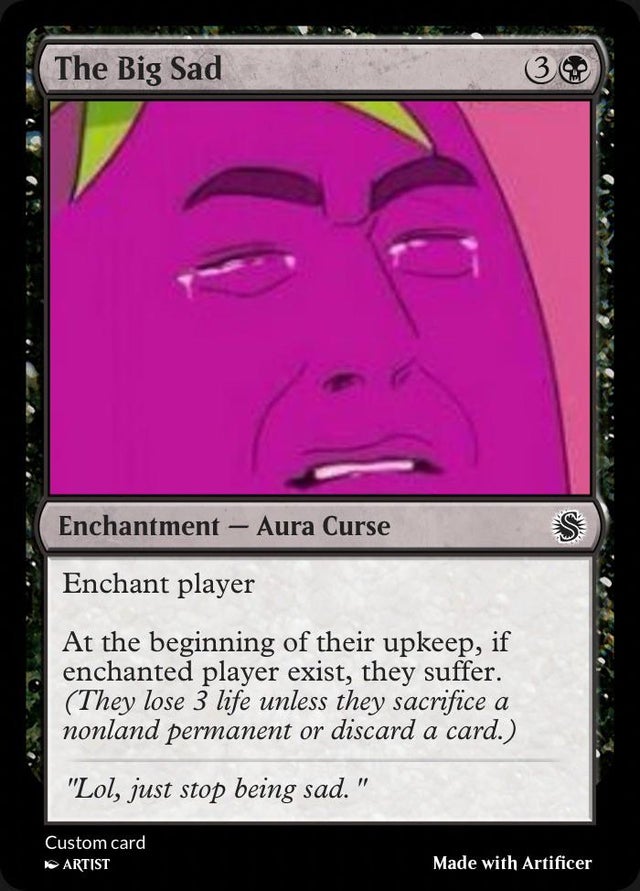 The Big Sad 3
Enchantment — Aura Curse
Enchant player
At the beginning of their upkeep, if
enchanted player exist, they suffer.
(They lose 3 life unless they sacrifice a
nonland permanent or discard a card.)
"Lol, just stop being sad. "
Custom card
ARTIST Made with Artificer